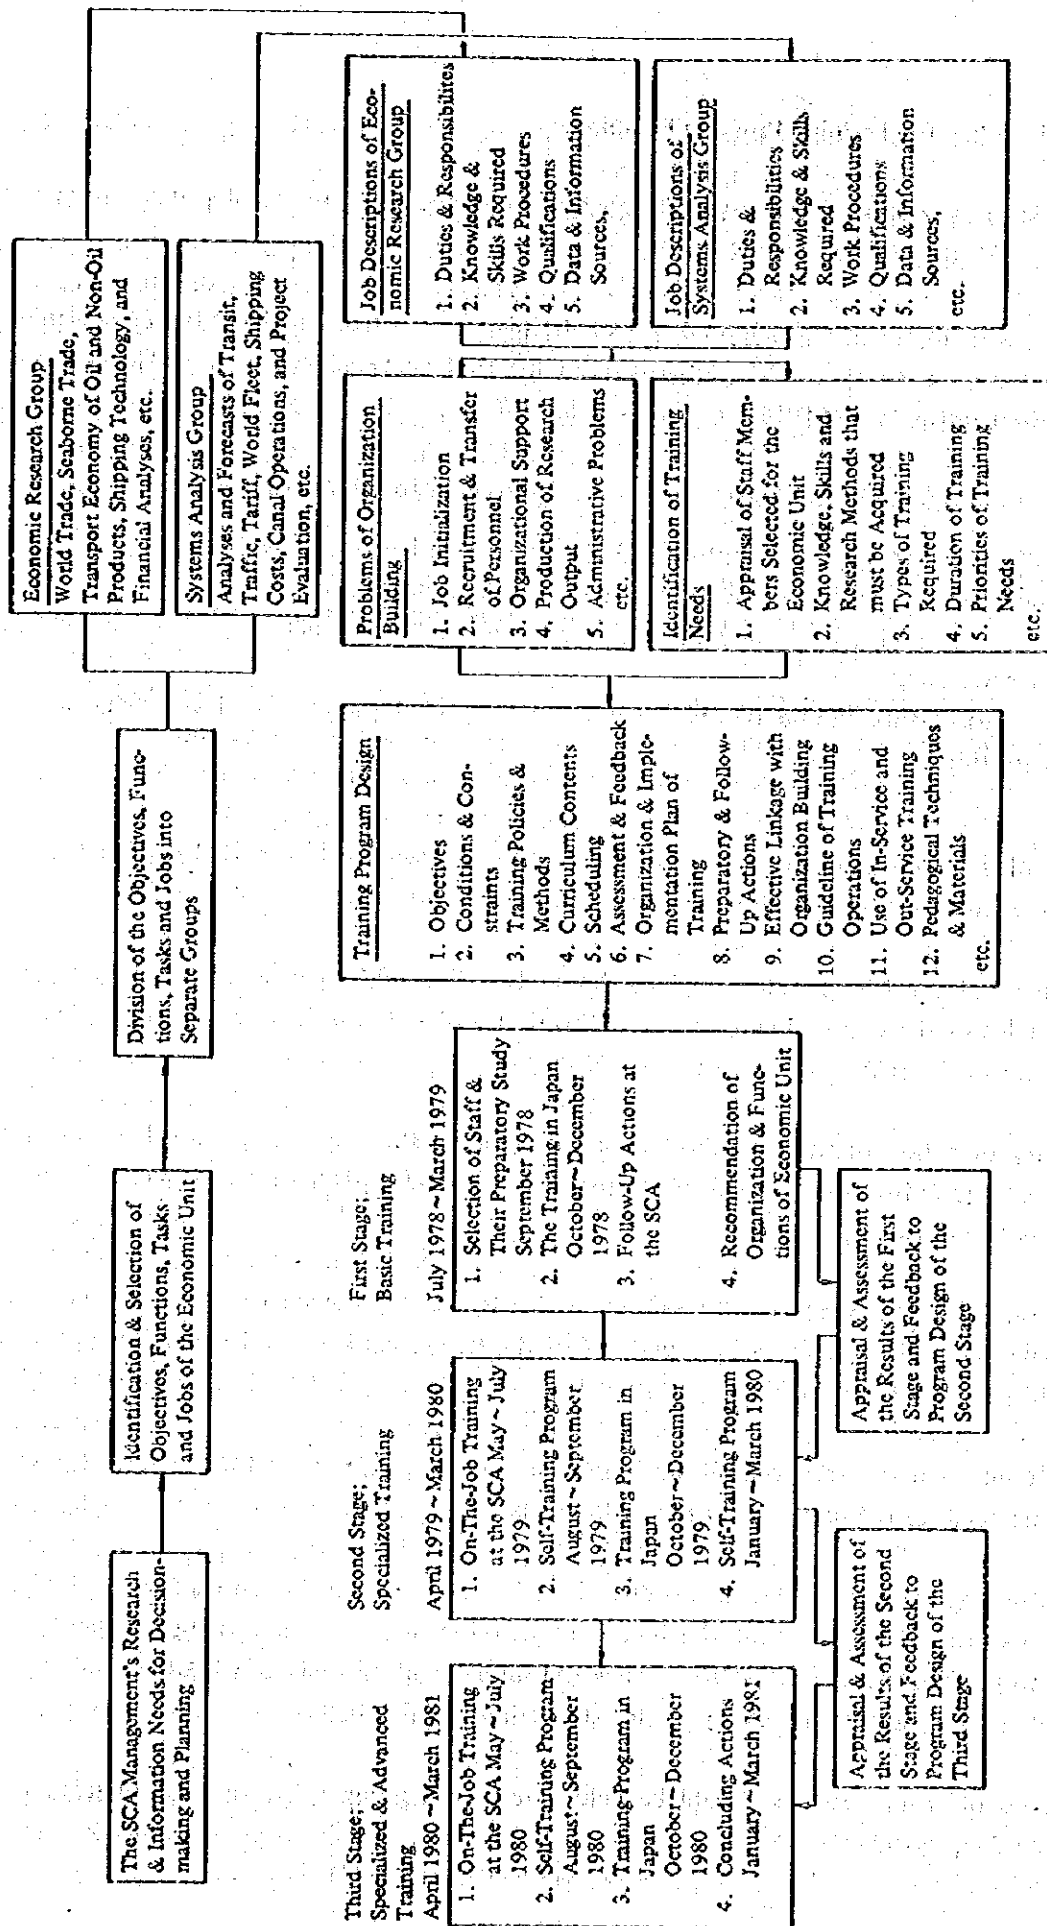 The SCA Management's Research
& Information Needs for Decision-
making and Planning
Identification & Selection of
Objectives, Functions, Tasks
and Jobs of the Economic Unit
Division of the Objectives, Func-
tions, Tasks and Jobs into
Separate Groups
Economic Research Group
World Trade, Seaborne Trade,
Transport Economy of Oil and Non-Oil
Products, Shipping Technology, and
Financial Analyses, etc.
Systems Analysis Group
Analyses and Forecasts of Transit,
Traffic, Tariff, World Fleet, Shipping
Costs, Canal Operations, and Project
Evaluation, etc.
Job Descriptions of Eco-
nomic Research Group
1. Duties & Responsibilites
2. Knowledge &
Skills Required
3. Work Procedures
4. Qualifications
5. Data & Information
Sources,
Job Descriptions of
Systems Analysis Group
1. Duties &
Responsibilities
2. Knowledge & Skills
Required
3. Work Procedures
4. Qualifications
5. Data & Information
Sources,
etc.
Problems of Organization
Building
1. Job Initialization
2. Recruitment & Transfer
of Personnel
3. Organizational Support
4. Production of Research
Output
5. Administrative Problems
etc.
Identification of Training
Needs
1. Appraisal of Staff Mem-
bers Selected for the
Economic Unit
2. Knowledge, Skills and
Research Methods that
must be Acquired
3. Types of Training
Required
4. Duration of Training
5. Priorities of Training
Needs
etc.
Training Program Design
1. Objectives
2. Conditions & Con-
straints
3. Training Policies &
Methods
4. Curriculum Contents
5. Scheduling
6. Assessment & Feedback
7. Organization & Imple-
mentation Plan of
Training
8. Preparatory & Follow-
Up Actions
9. Effective Linkage with
Organization Building
10. Guideline of Training
Operations
11. Use of In-Service and
Out-Service Training
12. Pedagogical Techniques
& Materials
etc.
First Stage;
Basic Training
July 1978~March 1979
1. Selection of Staff &
Their Preparatory Study
September 1978
2. The Training in Japan
October~December
1978
3. Follow-Up Actions at
the SCA
4. Recommendation of
Organization & Func-
tions of Economic Unit
Second Stage;
Specialized Training
April 1979~March 1980
1. On-The-Job Training
at the SCA May~July
1979
2. Self-Training Program
August~September
1979
3. Training Program in
Japan
October~December
1979
4. Self-Training Program
January~March 1980
Third Stage;
Specialized & Advanced
Training
April 1980~March 1981
1. On-The-Job Training
at the SCA May~July
1980
2. Self-Training Program
August~September
1980
3. Training Program in
Japan
October~December
1980
4. Concluding Actions
January~March 1981
Appraisal & Assessment of
the Results of the First
Stage and Feedback to
Program Design of the
Second Stage
Appraisal & Assessment of
the Results of the Second
Stage and Feedback to
Program Design of the
Third Stage